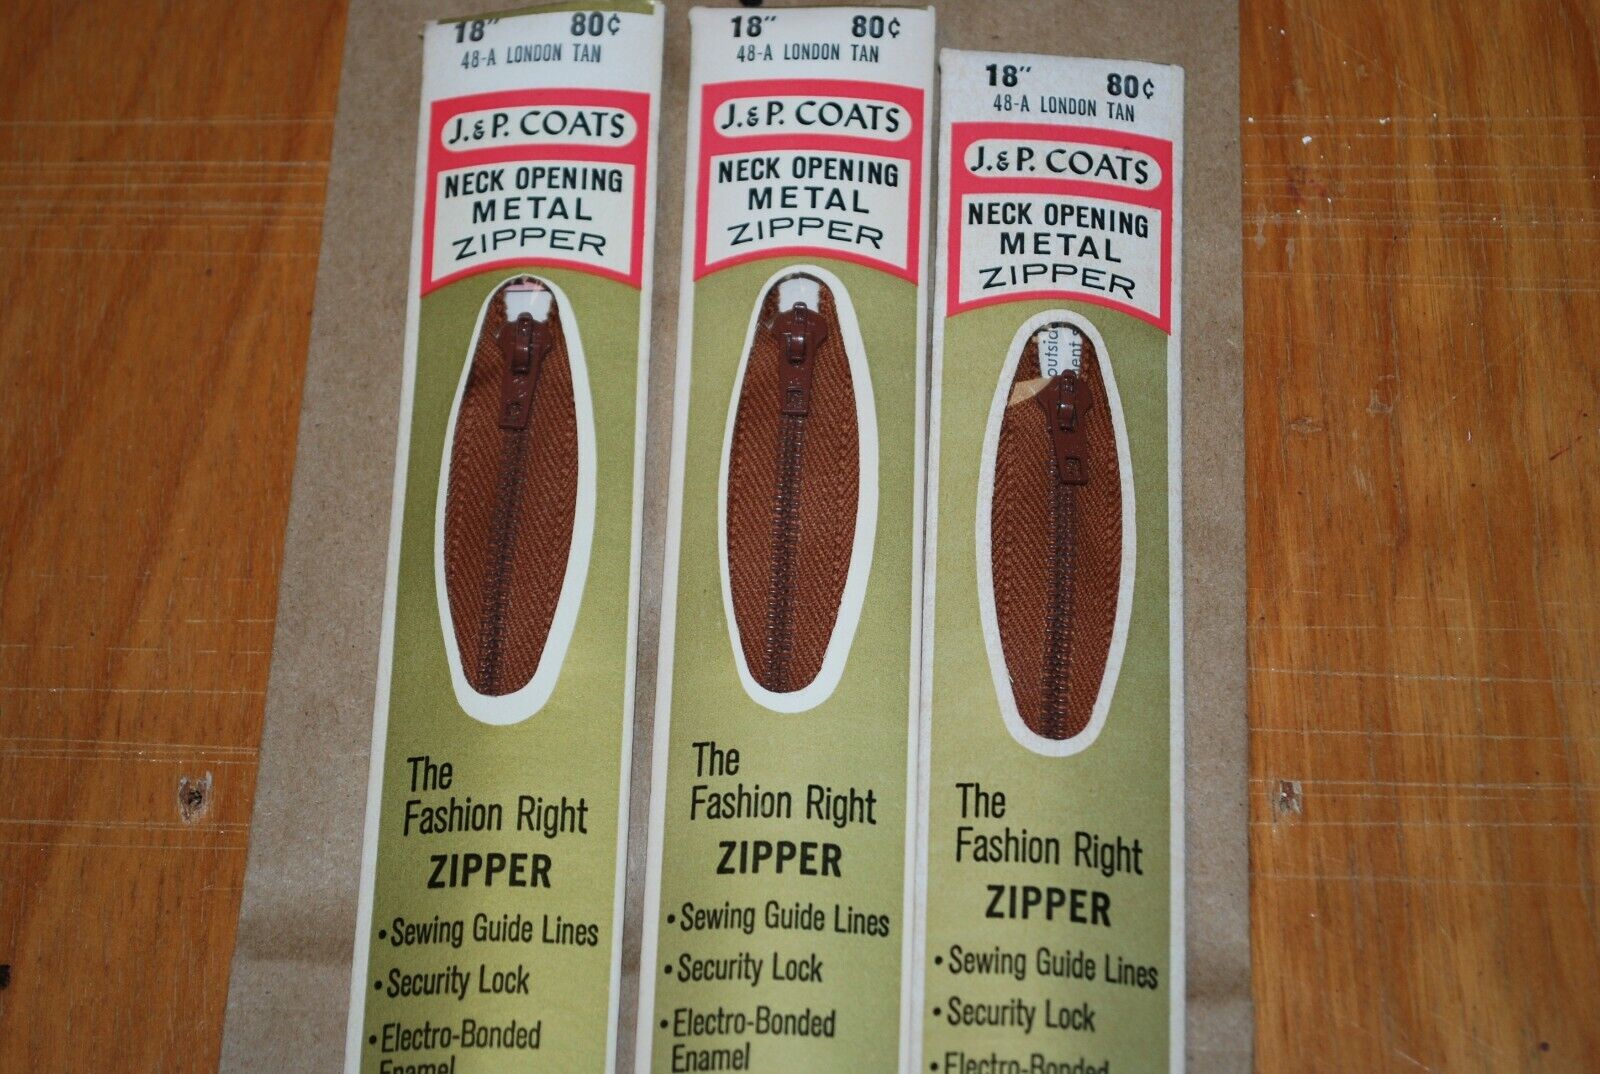 18" 80¢
48-A LONDON TAN
J.&P. COATS
NECK OPENING
METAL
ZIPPER
The
Fashion Right
ZIPPER
•Sewing Guide Lines
•Security Lock
•Electro-Bonded
Enamel
18" 80¢
48-A LONDON TAN
J.&P. COATS
NECK OPENING
METAL
ZIPPER
The
Fashion Right
ZIPPER
•Sewing Guide Lines
•Security Lock
•Electro-Bonded
Enamel
18" 80¢
48-A LONDON TAN
J.&P. COATS
NECK OPENING
METAL
ZIPPER
The
Fashion Right
ZIPPER
•Sewing Guide Lines
•Security Lock
•Electro-Bonded